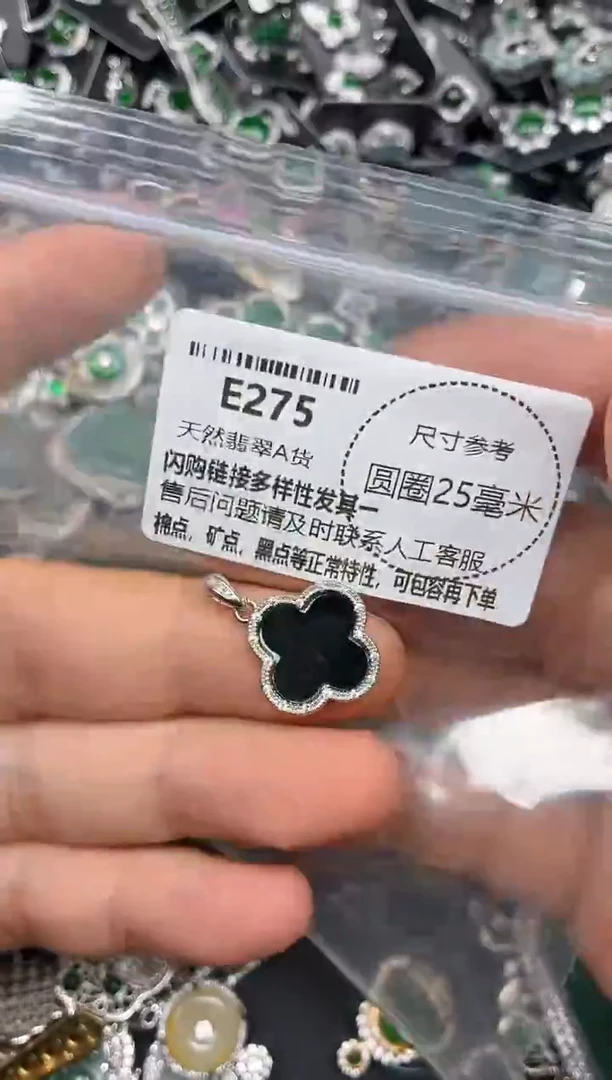 E275
天然翡翠A货
闪购链接多样性发其一
售后问题请及时联系人工客服
棉点，矿点，黑点等正常特性，可包容再下单
尺寸参考
圆圈25毫米